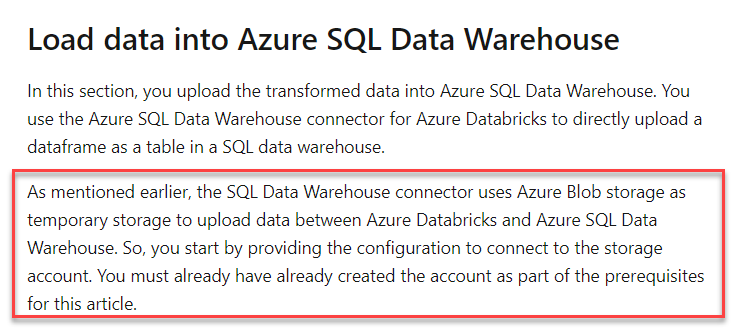 Load data into Azure SQL Data Warehouse
In this section, you upload the transformed data into Azure SQL Data Warehouse. You
use the Azure SQL Data Warehouse connector for Azure Databricks to directly upload a
dataframe as a table in a SQL data warehouse.
As mentioned earlier, the SQL Data Warehouse connector uses Azure Blob storage as
temporary storage to upload data between Azure Databricks and Azure SQL Data
Warehouse. So, you start by providing the configuration to connect to the storage
account. You must already have already created the account as part of the prerequisites
for this article.